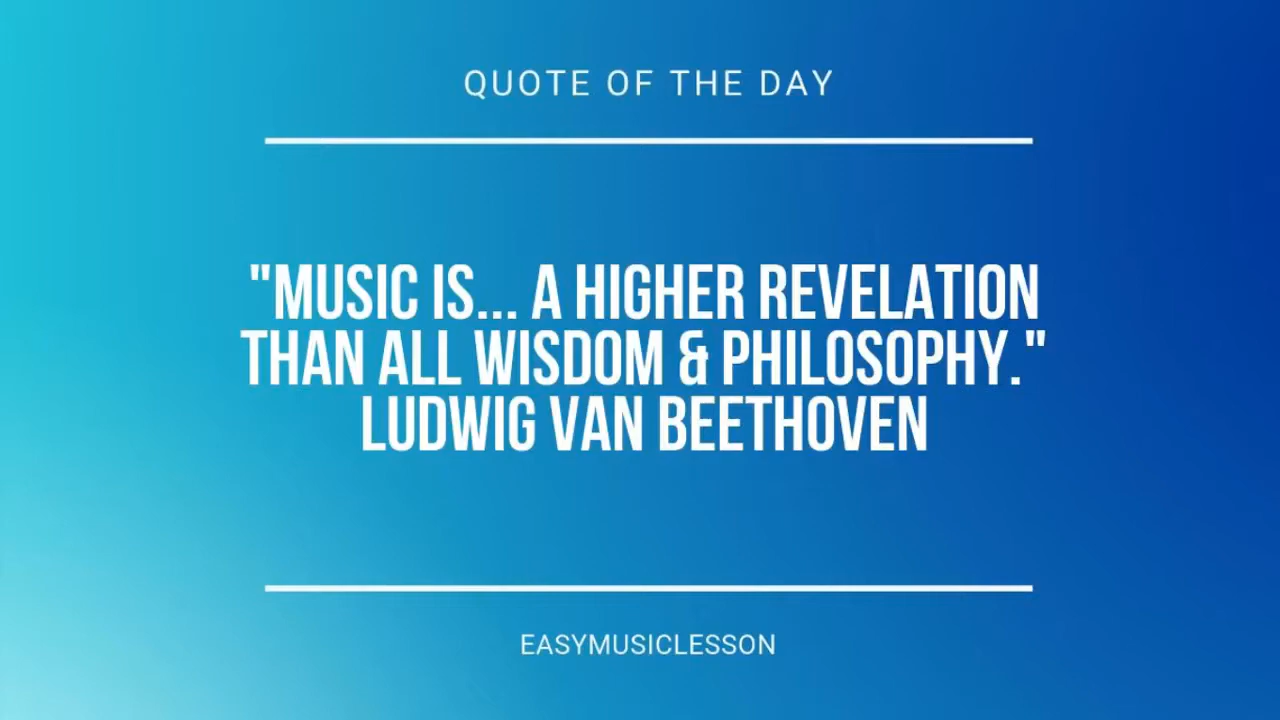 QUOTE OF THE DAY
"MUSIC IS... A HIGHER REVELATION
THAN ALL WISDOM & PHILOSOPHY."
LUDWIG VAN BEETHOVEN
EASYMUSICLESSON